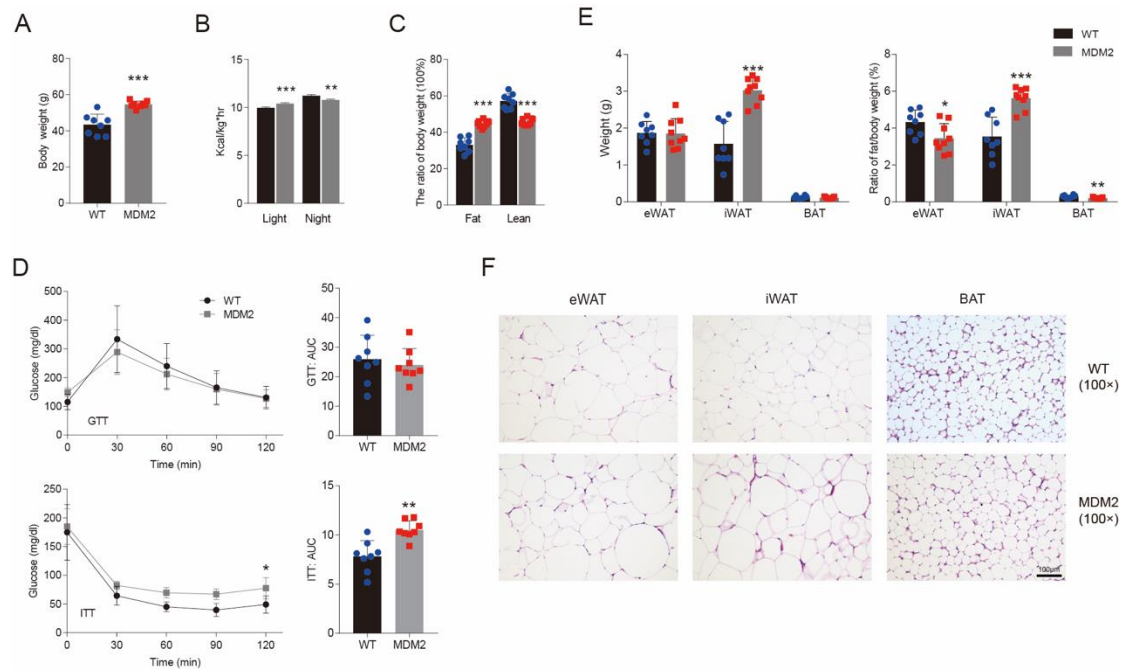 A
Body weight (g)
80
60
40
20
0
***
WT
MDM2
B
Kcal/kg*hr
15
10
5
0
***
**
Light
Night
C
The ratio of body weight (100%)
80
60
40
20
0
***
***
Fat
Lean
E
WT
MDM2
Weight (g)
4
3
2
1
0
***
eWAT
iWAT
BAT
Ratio of fat/body weight (%)
8
6
4
2
0
*
***
**
eWAT
iWAT
BAT
D
Glucose (mg/dl)
500
400
300
200
100
0
WT
MDM2
GTT
0
30
60
90
120
Time (min)
GTT: AUC
50
40
30
20
10
0
WT
MDM2
Glucose (mg/dl)
250
200
150
100
50
0
*
ITT
0
30
60
90
120
Time (min)
ITT: AUC
15
10
5
0
**
WT
MDM2
F
eWAT
iWAT
BAT
WT
(100×)
MDM2
(100×)
100μm